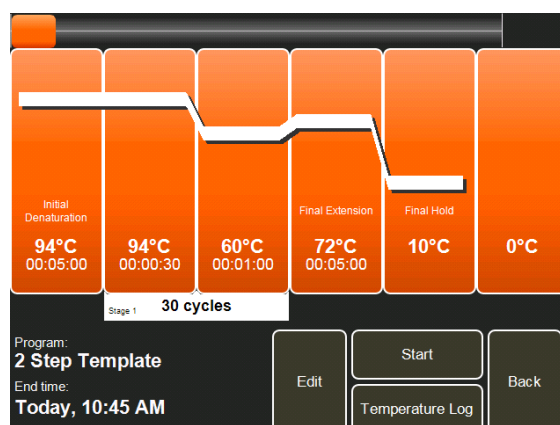 Initial
Denaturation
94°C
00:05:00
94°C
00:00:30
60°C
00:01:00
Final Extension
72°C
00:05:00
Final Hold
10°C
0°C
Stage 1
30 cycles
Program:
2 Step Template
End time:
Today, 10:45 AM
Edit
Start
Temperature Log
Back